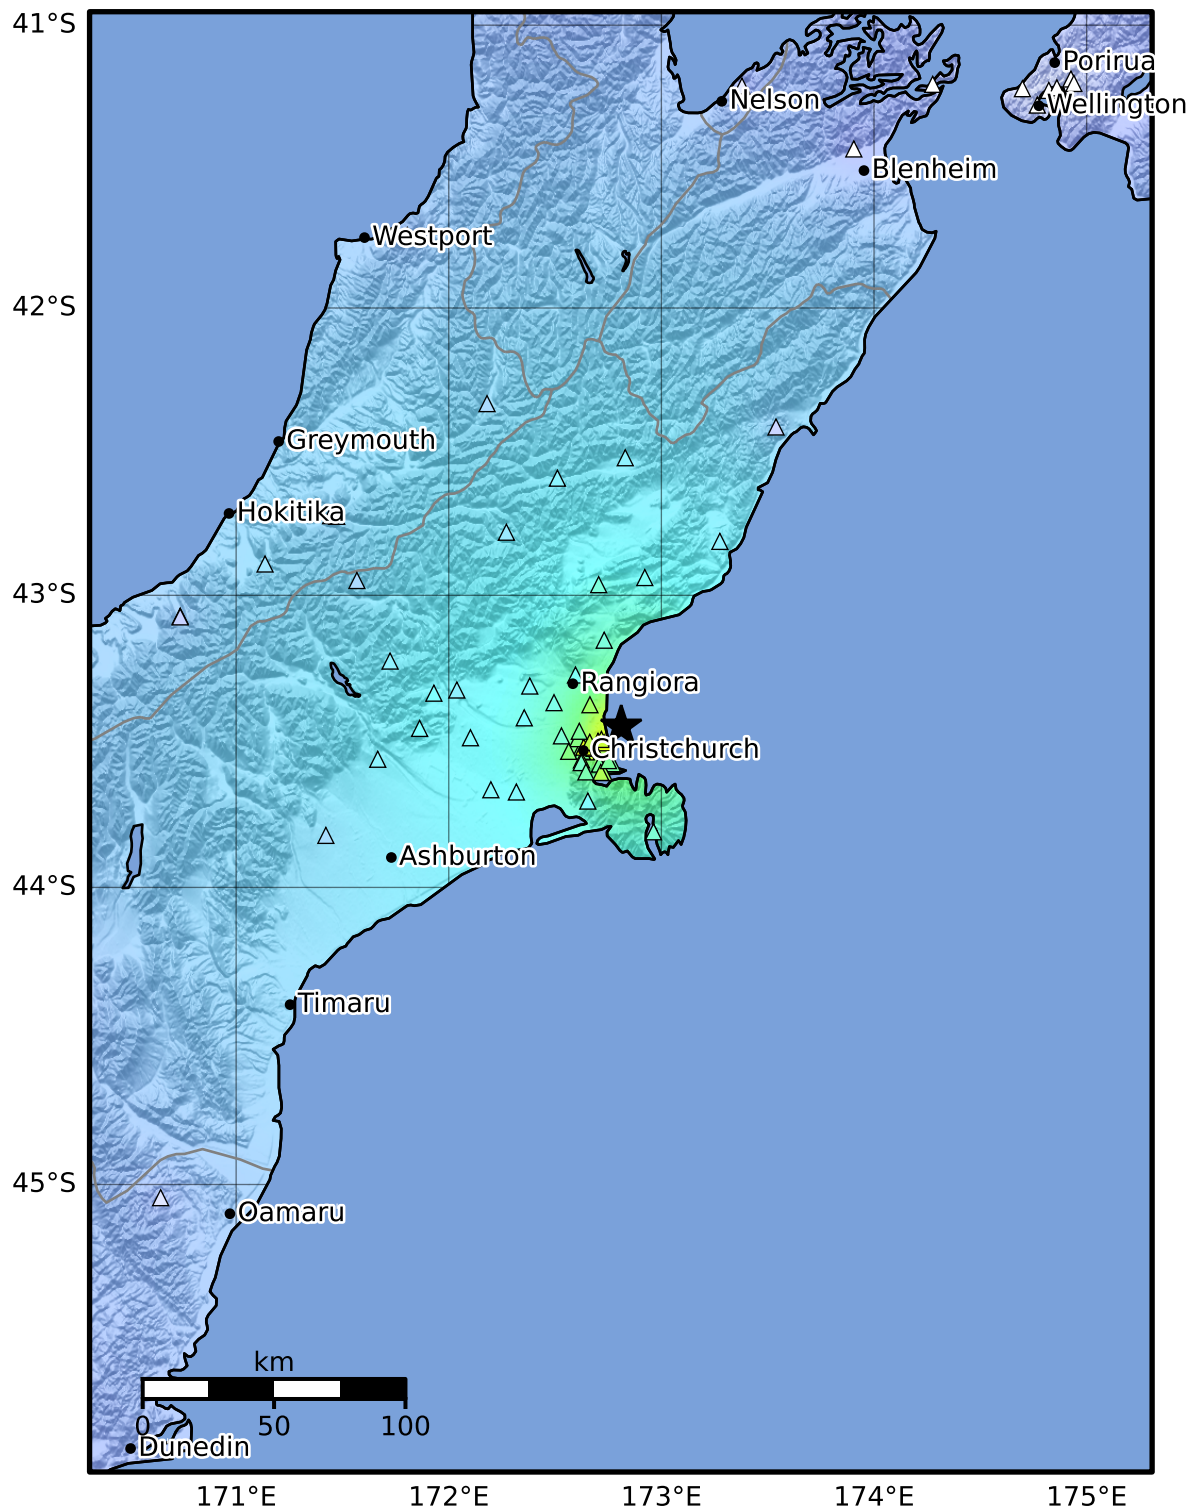 41°S
Porirua
Nelson
Wellington
Blenheim
Westport
42°S
Greymouth
Hokitika
43°S
Rangiora
Christchurch
Ashburton
44°S
Timaru
45°S
Oamaru
km
0 50 100
Dunedin
171°E 172°E 173°E 174°E 175°E